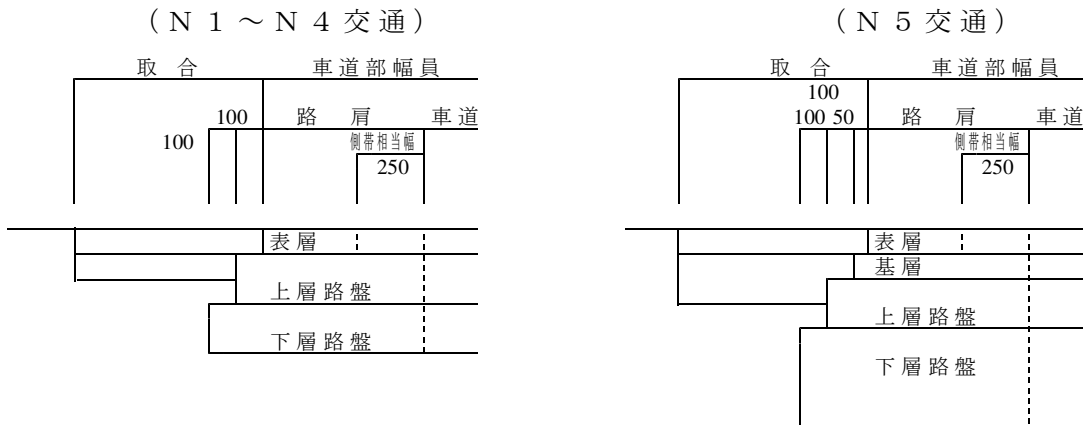 （Ｎ１～Ｎ４交通）
取合 車道部幅員
100 路肩 車道
100 側帯相当幅
250
表層
上層路盤
下層路盤
（Ｎ５交通）
取合 車道部幅員
100
100 50 路肩 車道
側帯相当幅
250
表層
基層
上層路盤
下層路盤